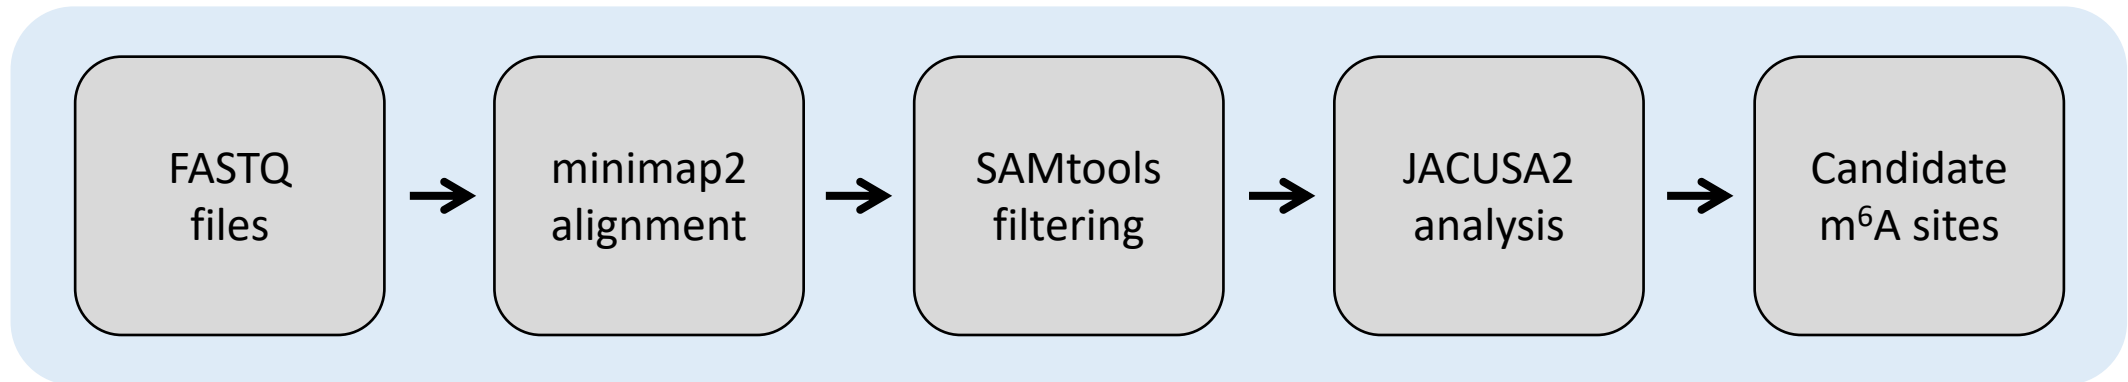 FASTQ
files
minimap2
alignment
SAMtools
filtering
JACUSA2
analysis
Candidate
m⁶A sites